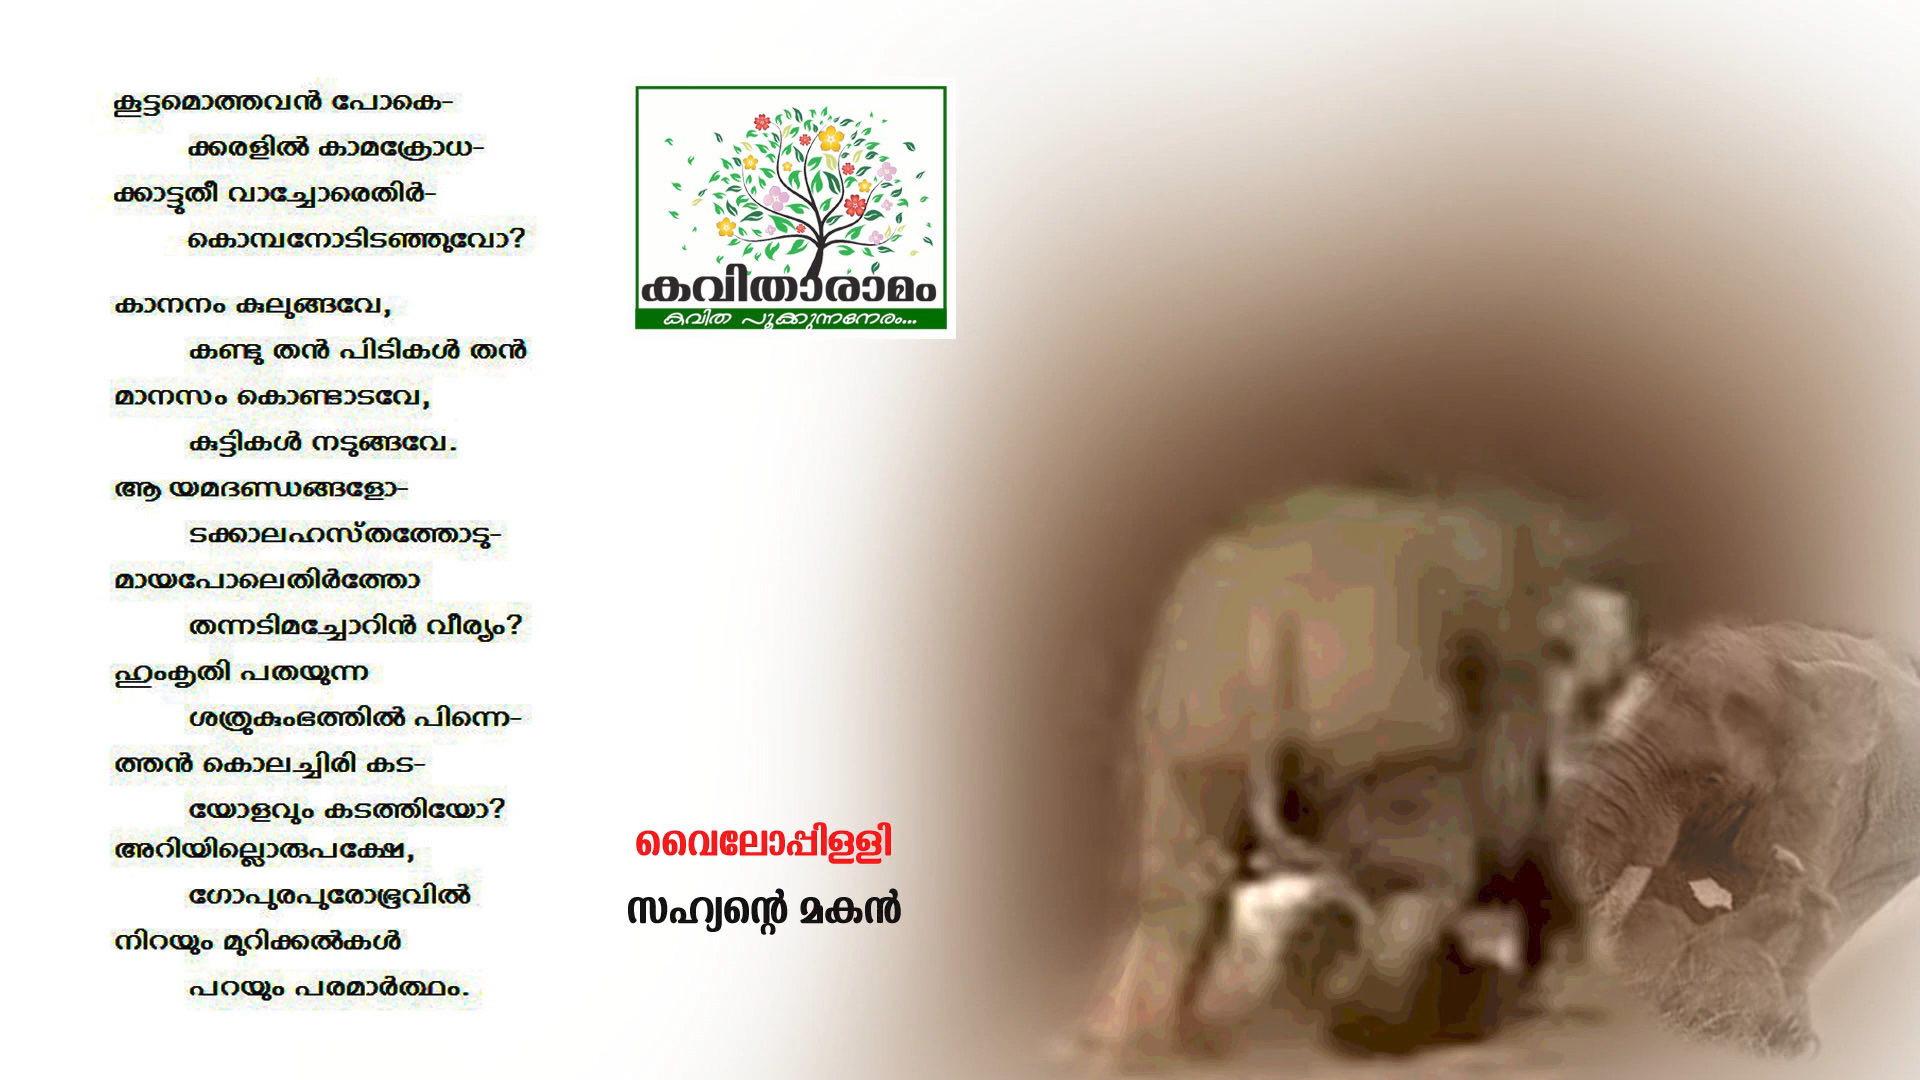 കൂട്ടമൊത്തവൻ പോകെ-
ക്കരളിൽ കാമക്രോധ-
ക്കാട്ടുതീ വാച്ചോരെതിർ-
കൊമ്പനോടിടഞ്ഞുവോ?
കാനനം കുലുങ്ങവേ,
കണ്ടു തൻ പിടികൾ തൻ
മാനസം കൊണ്ടാടവേ,
കുട്ടികൾ നടുങ്ങവേ.
ആ യമദണ്ഡങ്ങളോ-
ടക്കാലഹസ്തത്തോടു-
മായപോലെതിർത്തോ
തന്നടിമച്ചോറിൻ വീര്യം?
ഹുംകൃതി പതയുന്ന
ശത്രുകുംഭത്തിൽ പിന്നെ-
ത്തൻ കൊലച്ചിരി കട-
യോളവും കടത്തിയോ?
അറിയില്ലൊരുപക്ഷേ,
ഗോപുരപുരോഭൂവിൽ
നിറയും മുറിക്കൽകൾ
പറയും പരമാർത്ഥം.
കവിതാരാമം
കവിത പൂക്കുന്നനേരം...
വൈലോപ്പിള്ളി
സഹ്യന്റെ മകൻ